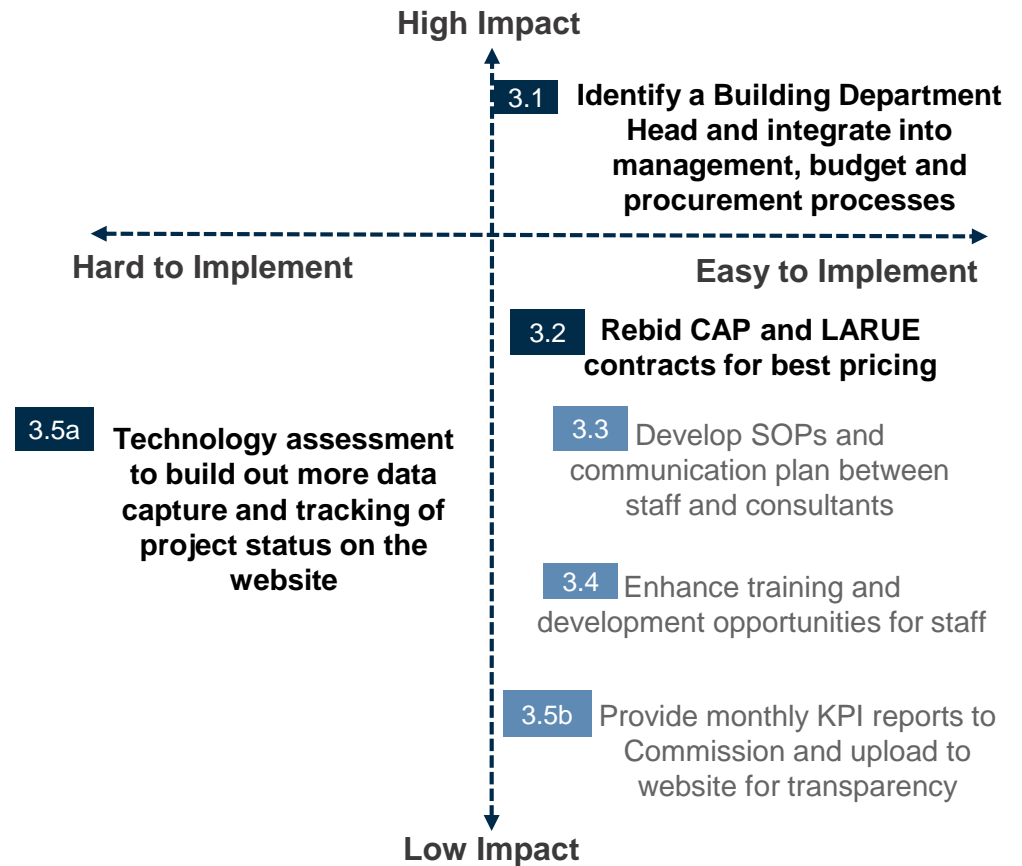 High Impact
3.1 Identify a Building Department
Head and integrate into
management, budget and
procurement processes
Hard to Implement
Easy to Implement
3.2 Rebid CAP and LARUE
contracts for best pricing
3.5a Technology assessment
to build out more data
capture and tracking of
project status on the
website
3.3 Develop SOPs and
communication plan between
staff and consultants
3.4 Enhance training and
development opportunities for staff
3.5b Provide monthly KPI reports to
Commission and upload to
website for transparency
Low Impact